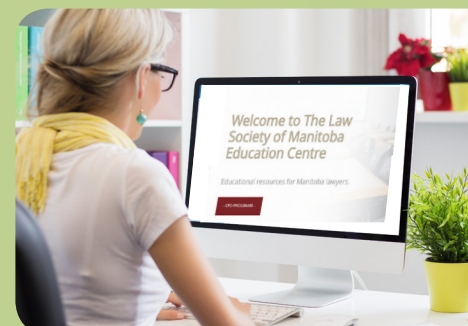 Welcome to The Law
Society of Manitoba
Education Centre
Educational resources for Manitoba lawyers
CPD PROGRAMS